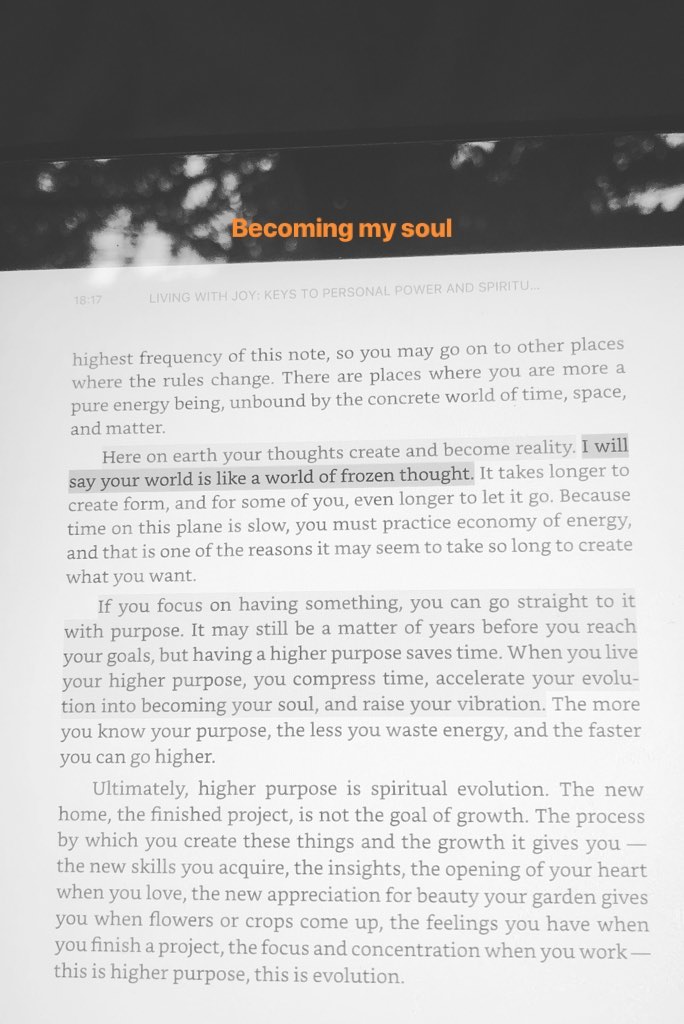 Becoming my soul
18:17 LIVING WITH JOY: KEYS TO PERSONAL POWER AND SPIRITU...
highest frequency of this note, so you may go on to other places
where the rules change. There are places where you are more a
pure energy being, unbound by the concrete world of time, space,
and matter.
Here on earth your thoughts create and become reality. I will
say your world is like a world of frozen thought. It takes longer to
create form, and for some of you, even longer to let it go. Because
time on this plane is slow, you must practice economy of energy,
and that is one of the reasons it may seem to take so long to create
what you want.
If you focus on having something, you can go straight to it
with purpose. It may still be a matter of years before you reach
your goals, but having a higher purpose saves time. When you live
your higher purpose, you compress time, accelerate your evolu-
tion into becoming your soul, and raise your vibration. The more
you know your purpose, the less you waste energy, and the faster
you can go higher.
Ultimately, higher purpose is spiritual evolution. The new
home, the finished project, is not the goal of growth. The process
by which you create these things and the growth it gives you —
the new skills you acquire, the insights, the opening of your heart
when you love, the new appreciation for beauty your garden gives
you when flowers or crops come up, the feelings you have when
you finish a project, the focus and concentration when you work —
this is higher purpose, this is evolution.